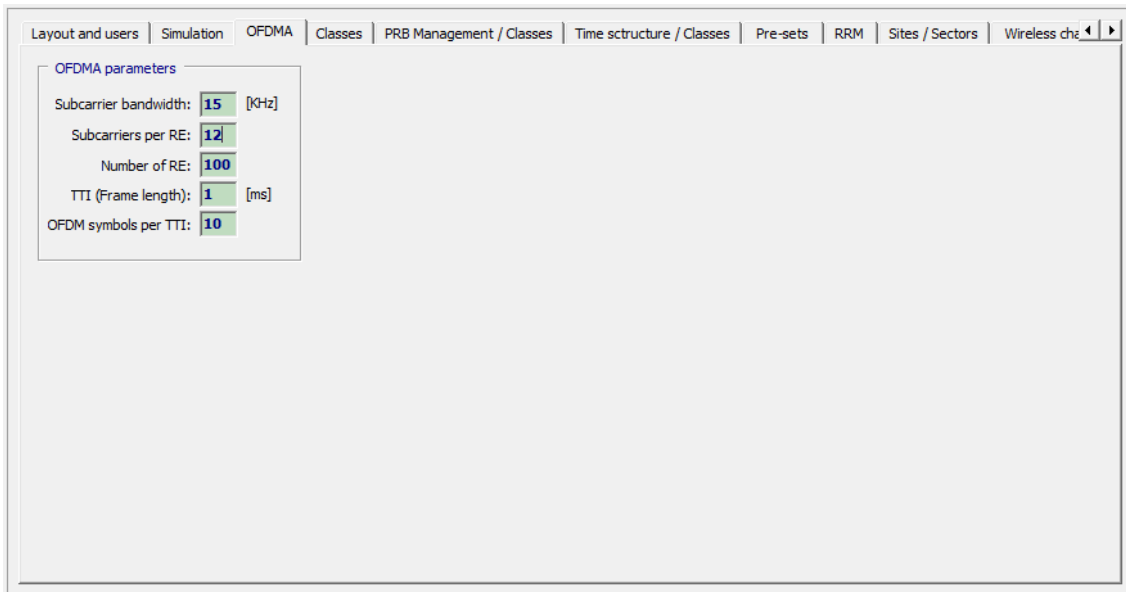 Layout and users Simulation OFDMA Classes PRB Management / Classes Time sctructure / Classes Pre-sets RRM Sites / Sectors Wireless cha
OFDMA parameters
Subcarrier bandwidth: 15 [KHz]
Subcarriers per RE: 12
Number of RE: 100
TTI (Frame length): 1 [ms]
OFDM symbols per TTI: 10